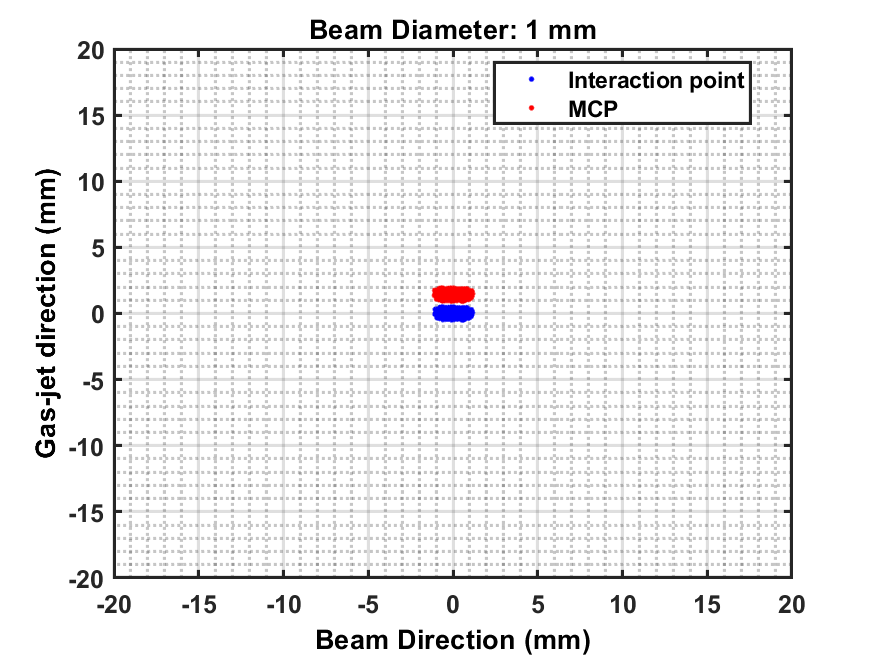 Beam Diameter: 1 mm
Interaction point
MCP
20
15
10
5
0
-5
-10
-15
-20
Gas-jet direction (mm)
-20 -15 -10 -5 0 5 10 15 20
Beam Direction (mm)